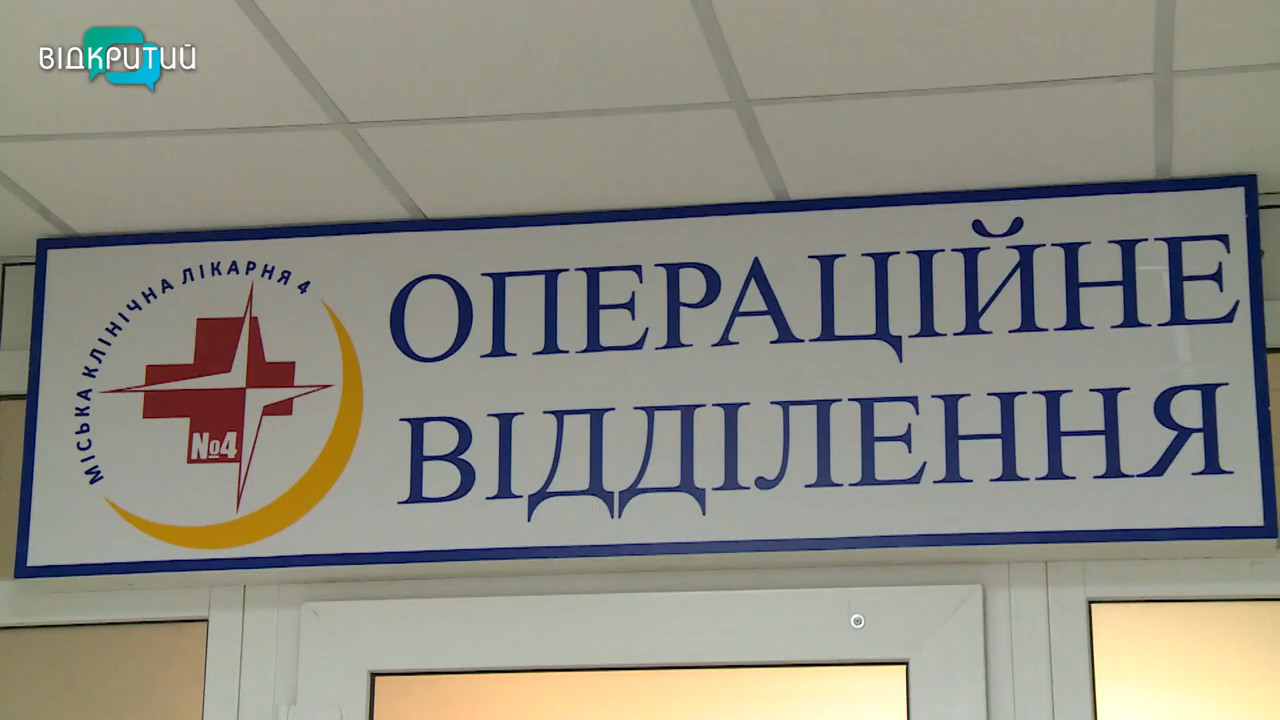 ВІДКРИТИЙ
МІСЬКА КЛІНІЧНА ЛІКАРНЯ 4
№4
ОПЕРАЦІЙНЕ
ВІДДІЛЕННЯ